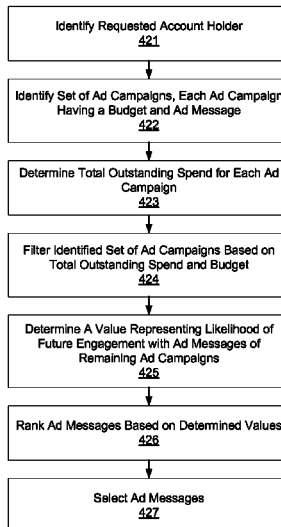 Identify Requested Account Holder
421
Identify Set of Ad Campaigns, Each Ad Campaign
Having a Budget and Ad Message
422
Determine Total Outstanding Spend for Each Ad
Campaign
423
Filter Identified Set of Ad Campaigns Based on
Total Outstanding Spend and Budget
424
Determine A Value Representing Likelihood of
Future Engagement with Ad Messages of
Remaining Ad Campaigns
425
Rank Ad Messages Based on Determined Values
426
Select Ad Messages
427